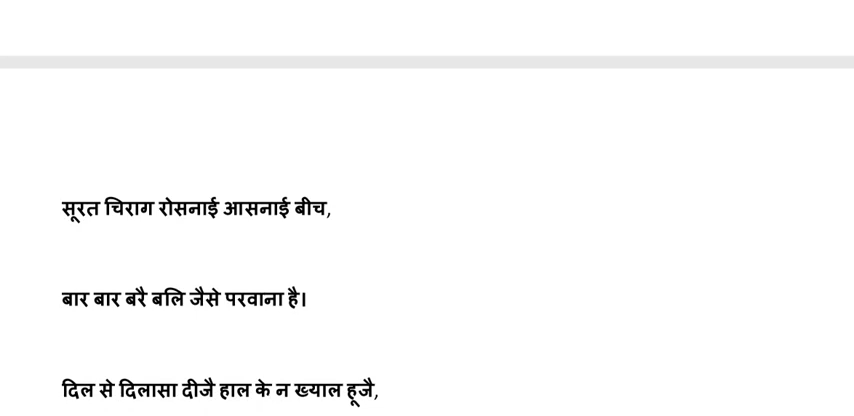 सूरत चिराग रोसनाई आसनाई बीच,
बार बार बरै बलि जैसे परवाना है।
दिल से दिलासा दीजै हाल के न ख्याल हूजै,